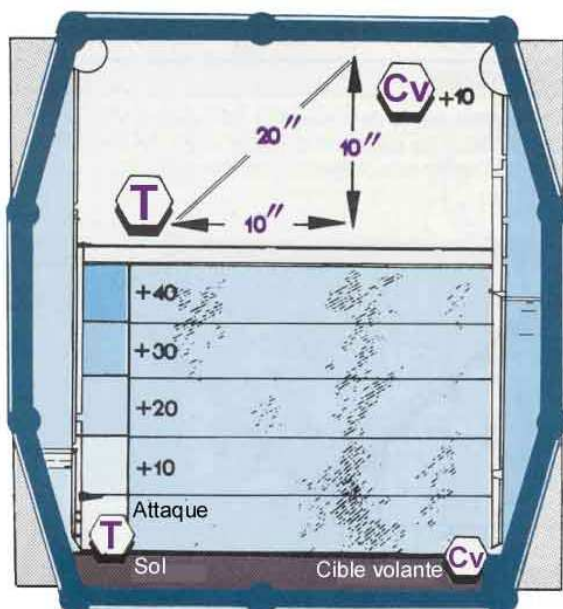 Cv +10
20"
10"
T
10"
+40
+30
+20
+10
Attaque
T
Cv
Sol Cible volante